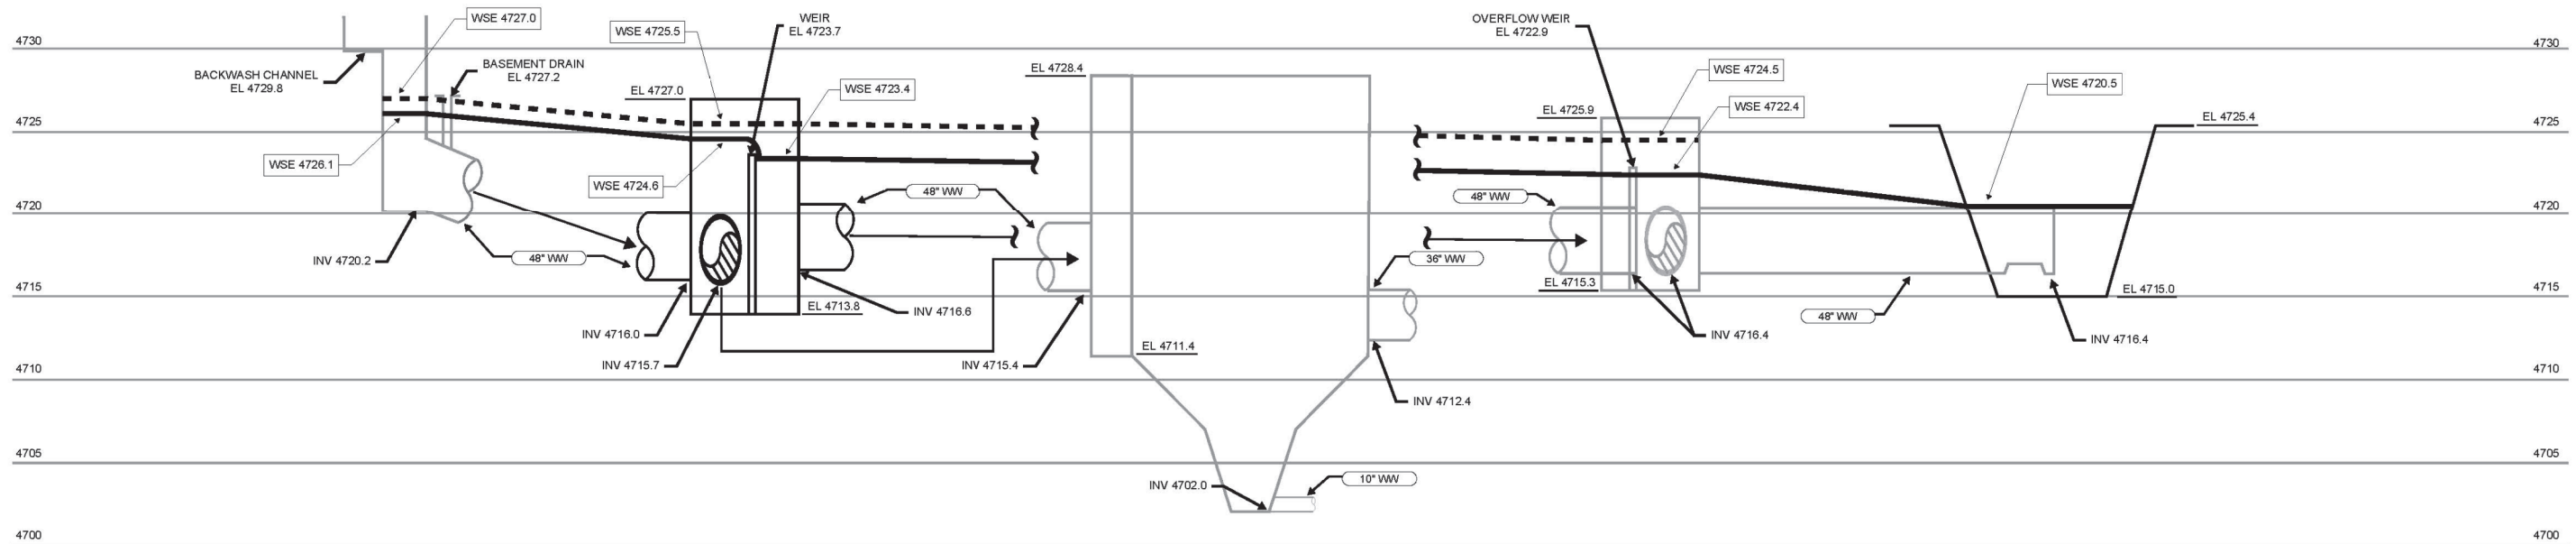 WSE 4727.0
WEIR
EL 4723.7
OVERFLOW WEIR
EL 4722.9
WSE 4725.5
4730
4730
BASEMENT DRAIN
EL 4727.2
BACKWASH CHANNEL
EL 4729.8
EL 4728.4
WSE 4724.5
WSE 4720.5
EL 4727.0
WSE 4723.4
EL 4725.9
WSE 4722.4
EL 4725.4
4725
4725
WSE 4726.1
WSE 4724.6
48" WW
48" WW
4720
4720
48" WW
INV 4720.2
36" WW
4715
EL 4713.8
INV 4716.6
EL 4715.3
EL 4715.0
4715
48" WW
INV 4716.0
INV 4716.4
INV 4716.4
EL 4711.4
INV 4715.7
INV 4715.4
4710
4710
INV 4712.4
4705
4705
INV 4702.0
10" WW
4700
4700